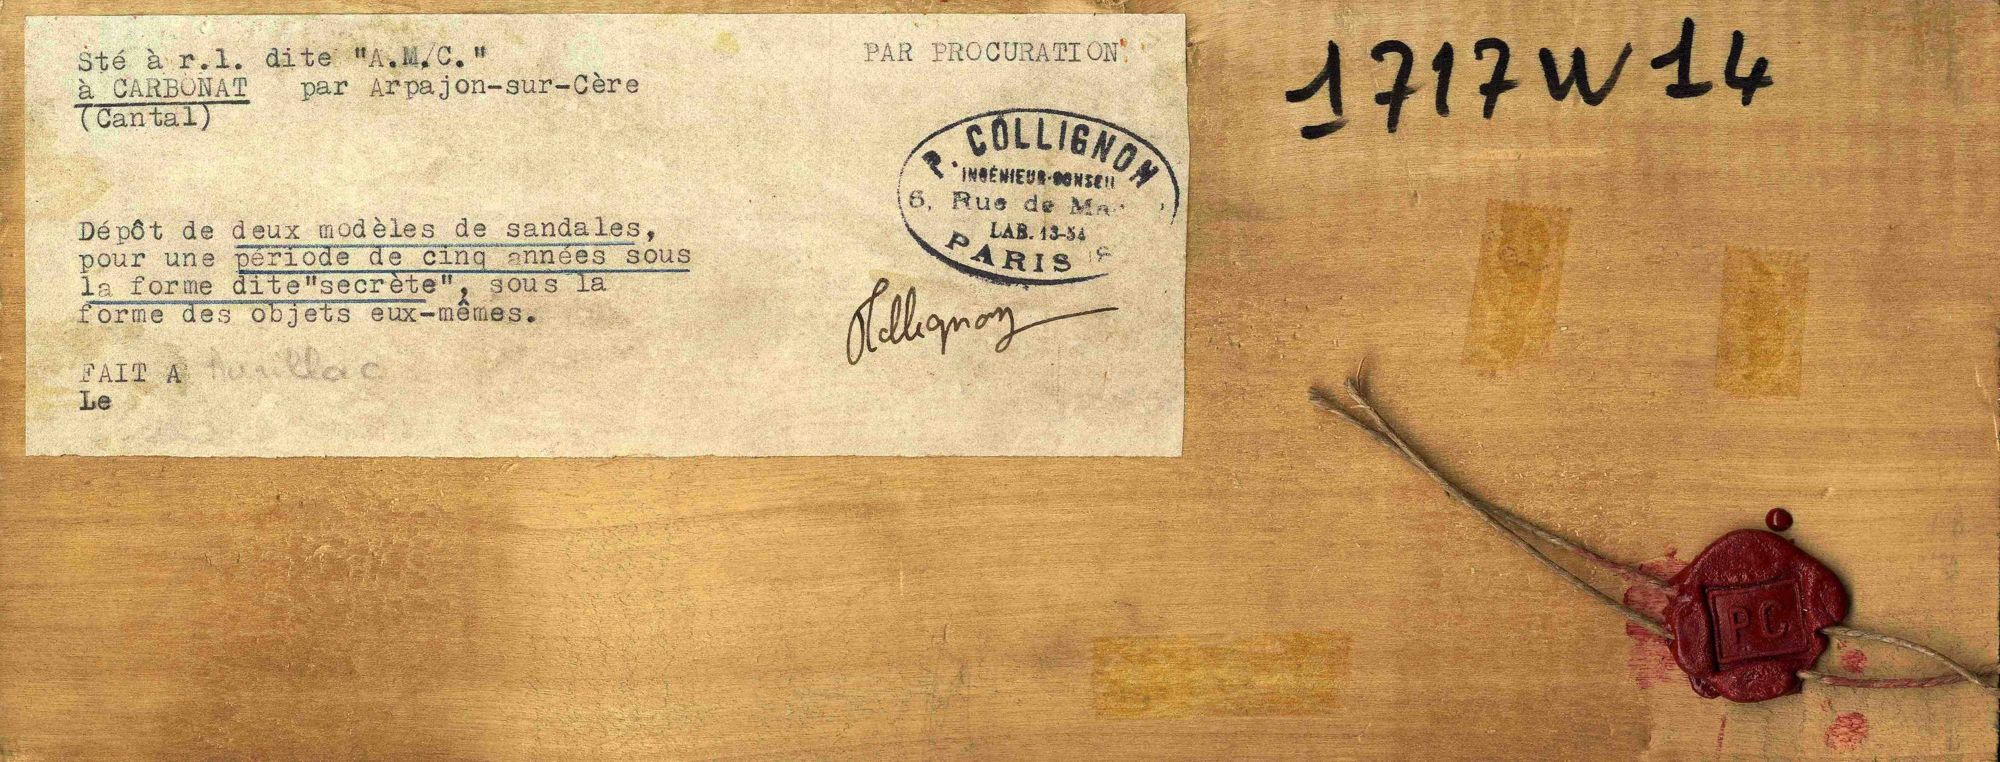 Sté à r.l. dite "A.M.C."
à CARBONAT par Arpajon-sur-Cère
(Cantal)
PAR PROCURATION
P. COLLIGNON
INGÉNIEUR-CONSEIL
6, Rue de
LAB. 13-54
PARIS
Dépôt de deux modèles de sandales,
pour une période de cinq années sous
la forme dite"secrète", sous la
forme des objets eux-mêmes.
Collignon
FAIT A Aurillac
Le
1717W14
PC